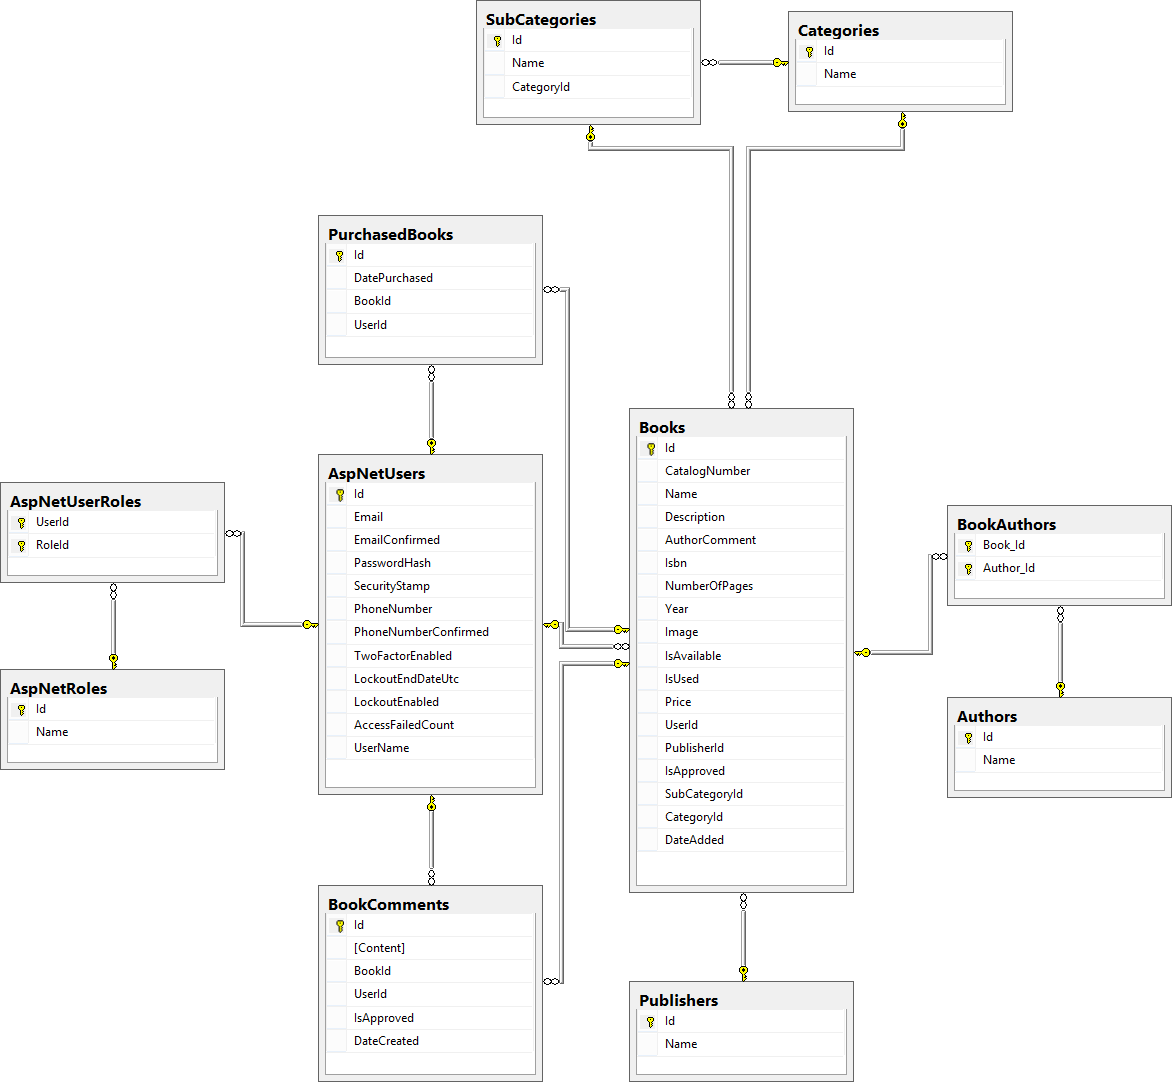 SubCategories
Id
Name
CategoryId
Categories
Id
Name
PurchasedBooks
Id
DatePurchased
BookId
UserId
Books
Id
CatalogNumber
Name
Description
AuthorComment
Isbn
NumberOfPages
Year
Image
IsAvailable
IsUsed
Price
UserId
PublisherId
IsApproved
SubCategoryId
CategoryId
DateAdded
AspNetUsers
Id
Email
EmailConfirmed
PasswordHash
SecurityStamp
PhoneNumber
PhoneNumberConfirmed
TwoFactorEnabled
LockoutEndDateUtc
LockoutEnabled
AccessFailedCount
UserName
AspNetUserRoles
UserId
RoleId
BookAuthors
Book_Id
Author_Id
AspNetRoles
Id
Name
Authors
Id
Name
BookComments
Id
[Content]
BookId
UserId
IsApproved
DateCreated
Publishers
Id
Name